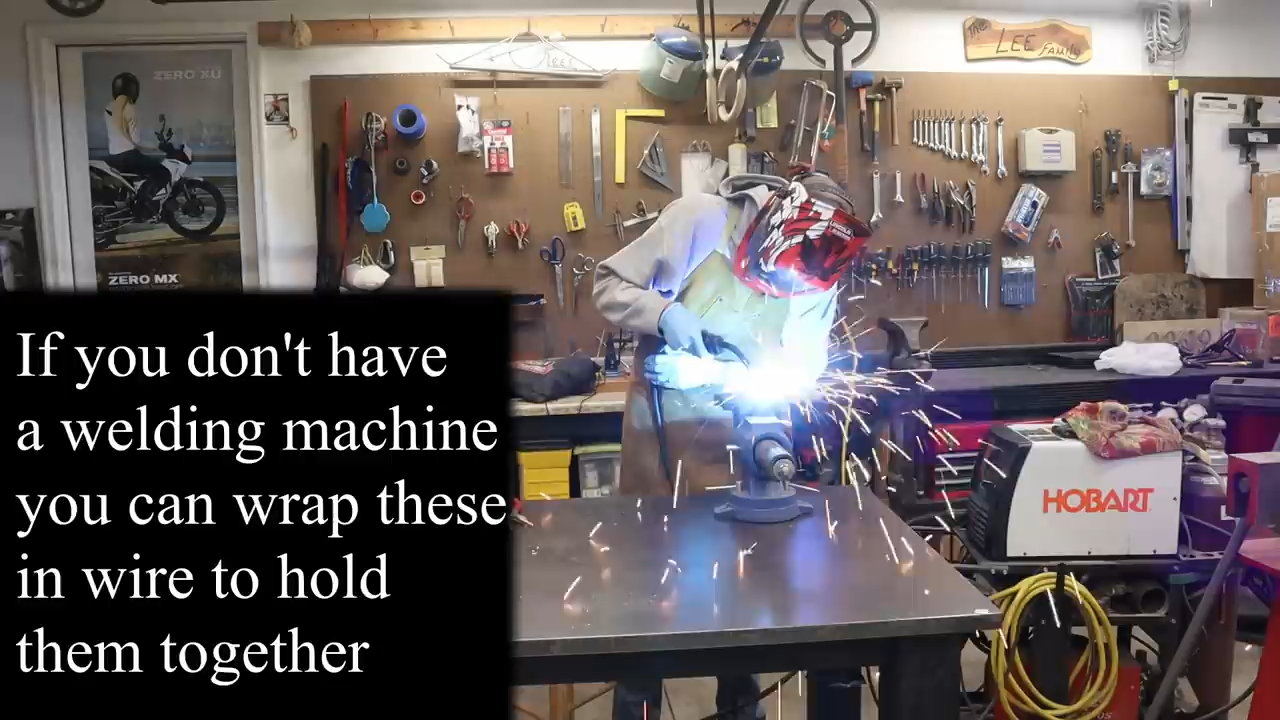 ZERO XU
THE
LEE FAMILY
Lees
ZERO MX
HOBART
If you don't have
a welding machine
you can wrap these
in wire to hold
them together